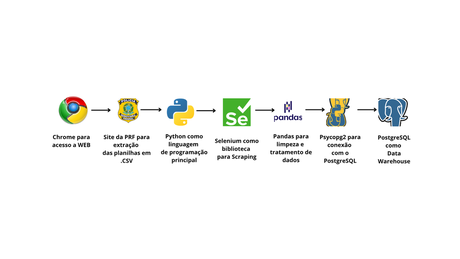 POLÍCIA
Se
pandas
Chrome para
acesso a WEB
Site da PRF para
extração
das planilhas em
.CSV
Python como
linguagem
de programação
principal
Selenium como
biblioteca
para Scraping
Pandas para
limpeza e
tratamento de
dados
Psycopg2 para
conexão
com o
PostgreSQL
PostgreSQL
como
Data
Warehouse